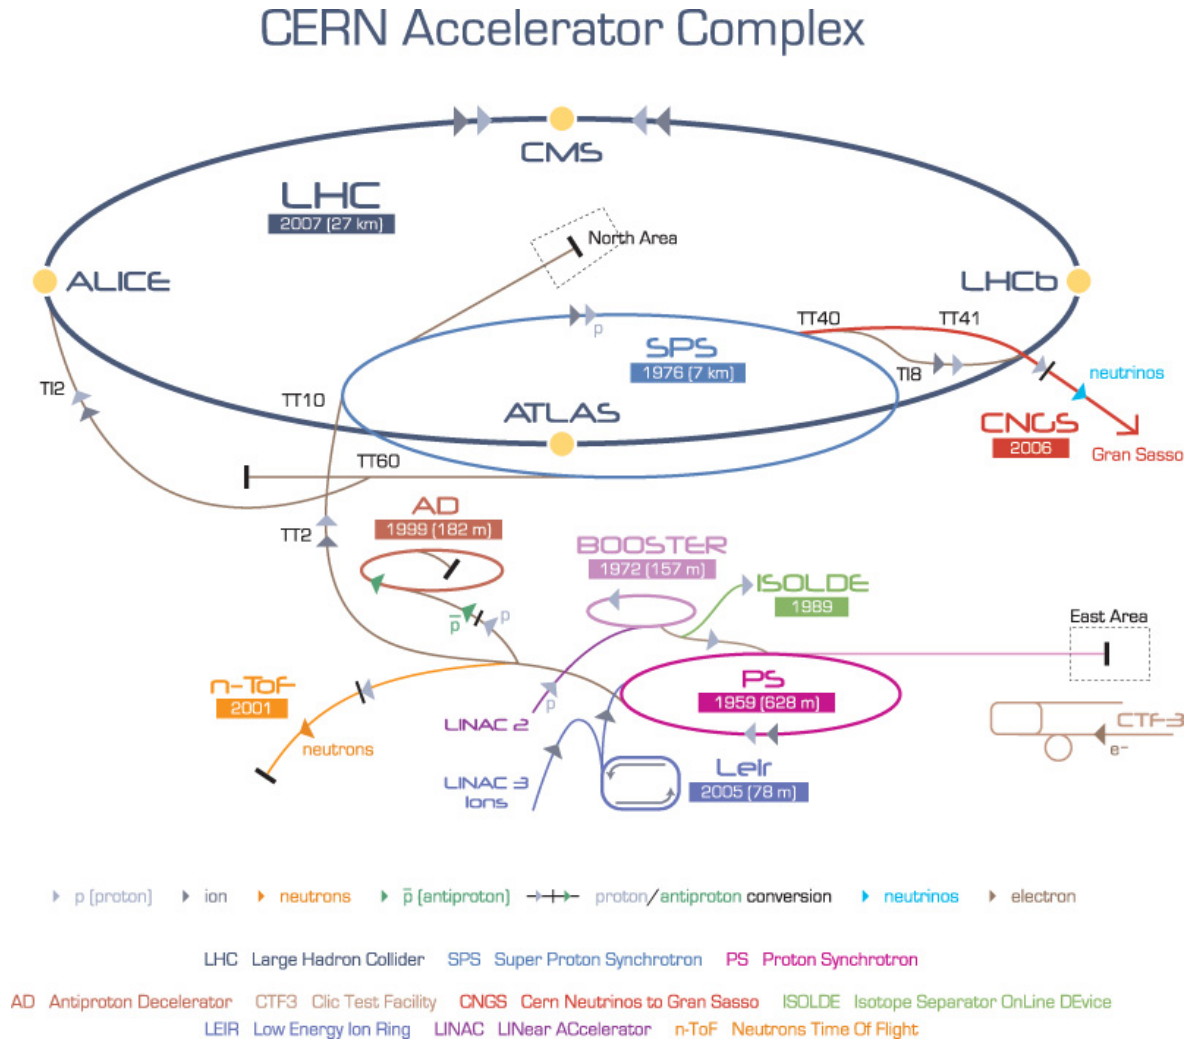 CERN Accelerator Complex
CMS
LHC
2007 (27 km)
North Area
ALICE
LHCb
p
TT40
TT41
SPS
1976 (7 km)
TI8
neutrinos
TI2
TT10
ATLAS
CNGS
2006
Gran Sasso
TT60
AD
1999 (182 m)
TT2
BOOSTER
1972 (157 m)
ISOLDE
1989
p̅
p
East Area
n-ToF
2001
PS
1959 (628 m)
p
LINAC 2
neutrons
CTF3
e-
LINAC 3
Ions
LeIr
2005 (78 m)
p (proton)
ion
neutrons
p̅ (antiproton)
proton/antiproton conversion
neutrinos
electron
LHC Large Hadron Collider
SPS Super Proton Synchrotron
PS Proton Synchrotron
AD Antiproton Decelerator
CTF3 Clic Test Facility
CNGS Cern Neutrinos to Gran Sasso
ISOLDE Isotope Separator OnLine DEvice
LEIR Low Energy Ion Ring
LINAC LINear ACcelerator
n-ToF Neutrons Time Of Flight